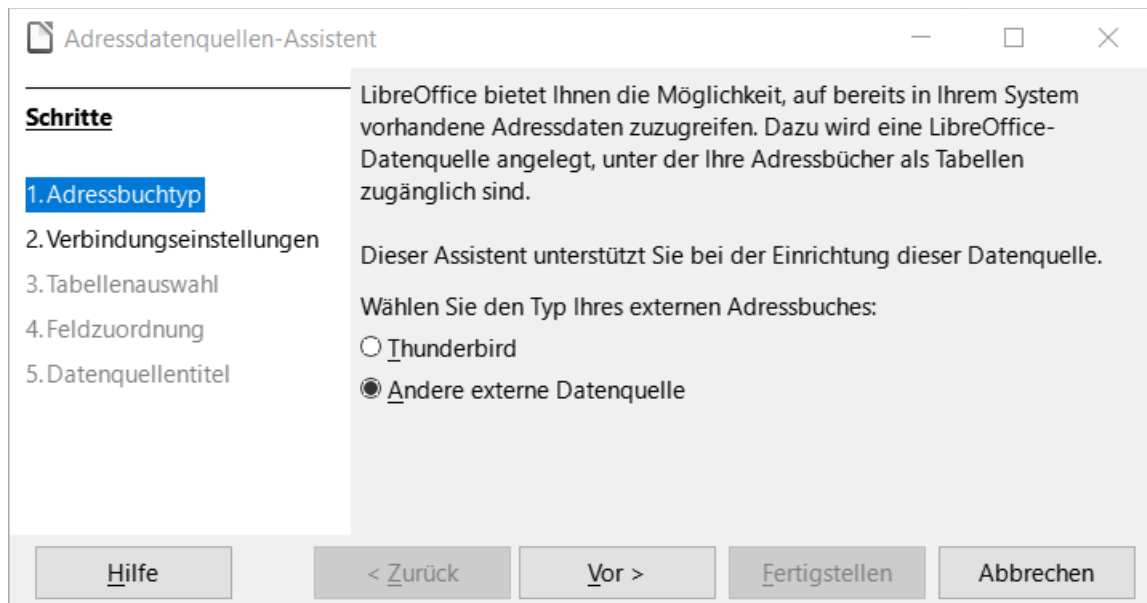 Adressdatenquellen-Assistent
Schritte
1. Adressbuchtyp
2. Verbindungseinstellungen
3. Tabellenauswahl
4. Feldzuordnung
5. Datenquellentitel
LibreOffice bietet Ihnen die Möglichkeit, auf bereits in Ihrem System
vorhandene Adressdaten zuzugreifen. Dazu wird eine LibreOffice-
Datenquelle angelegt, unter der Ihre Adressbücher als Tabellen
zugänglich sind.
Dieser Assistent unterstützt Sie bei der Einrichtung dieser Datenquelle.
Wählen Sie den Typ Ihres externen Adressbuches:
Thunderbird
Andere externe Datenquelle
Hilfe
< Zurück
Vor >
Fertigstellen
Abbrechen